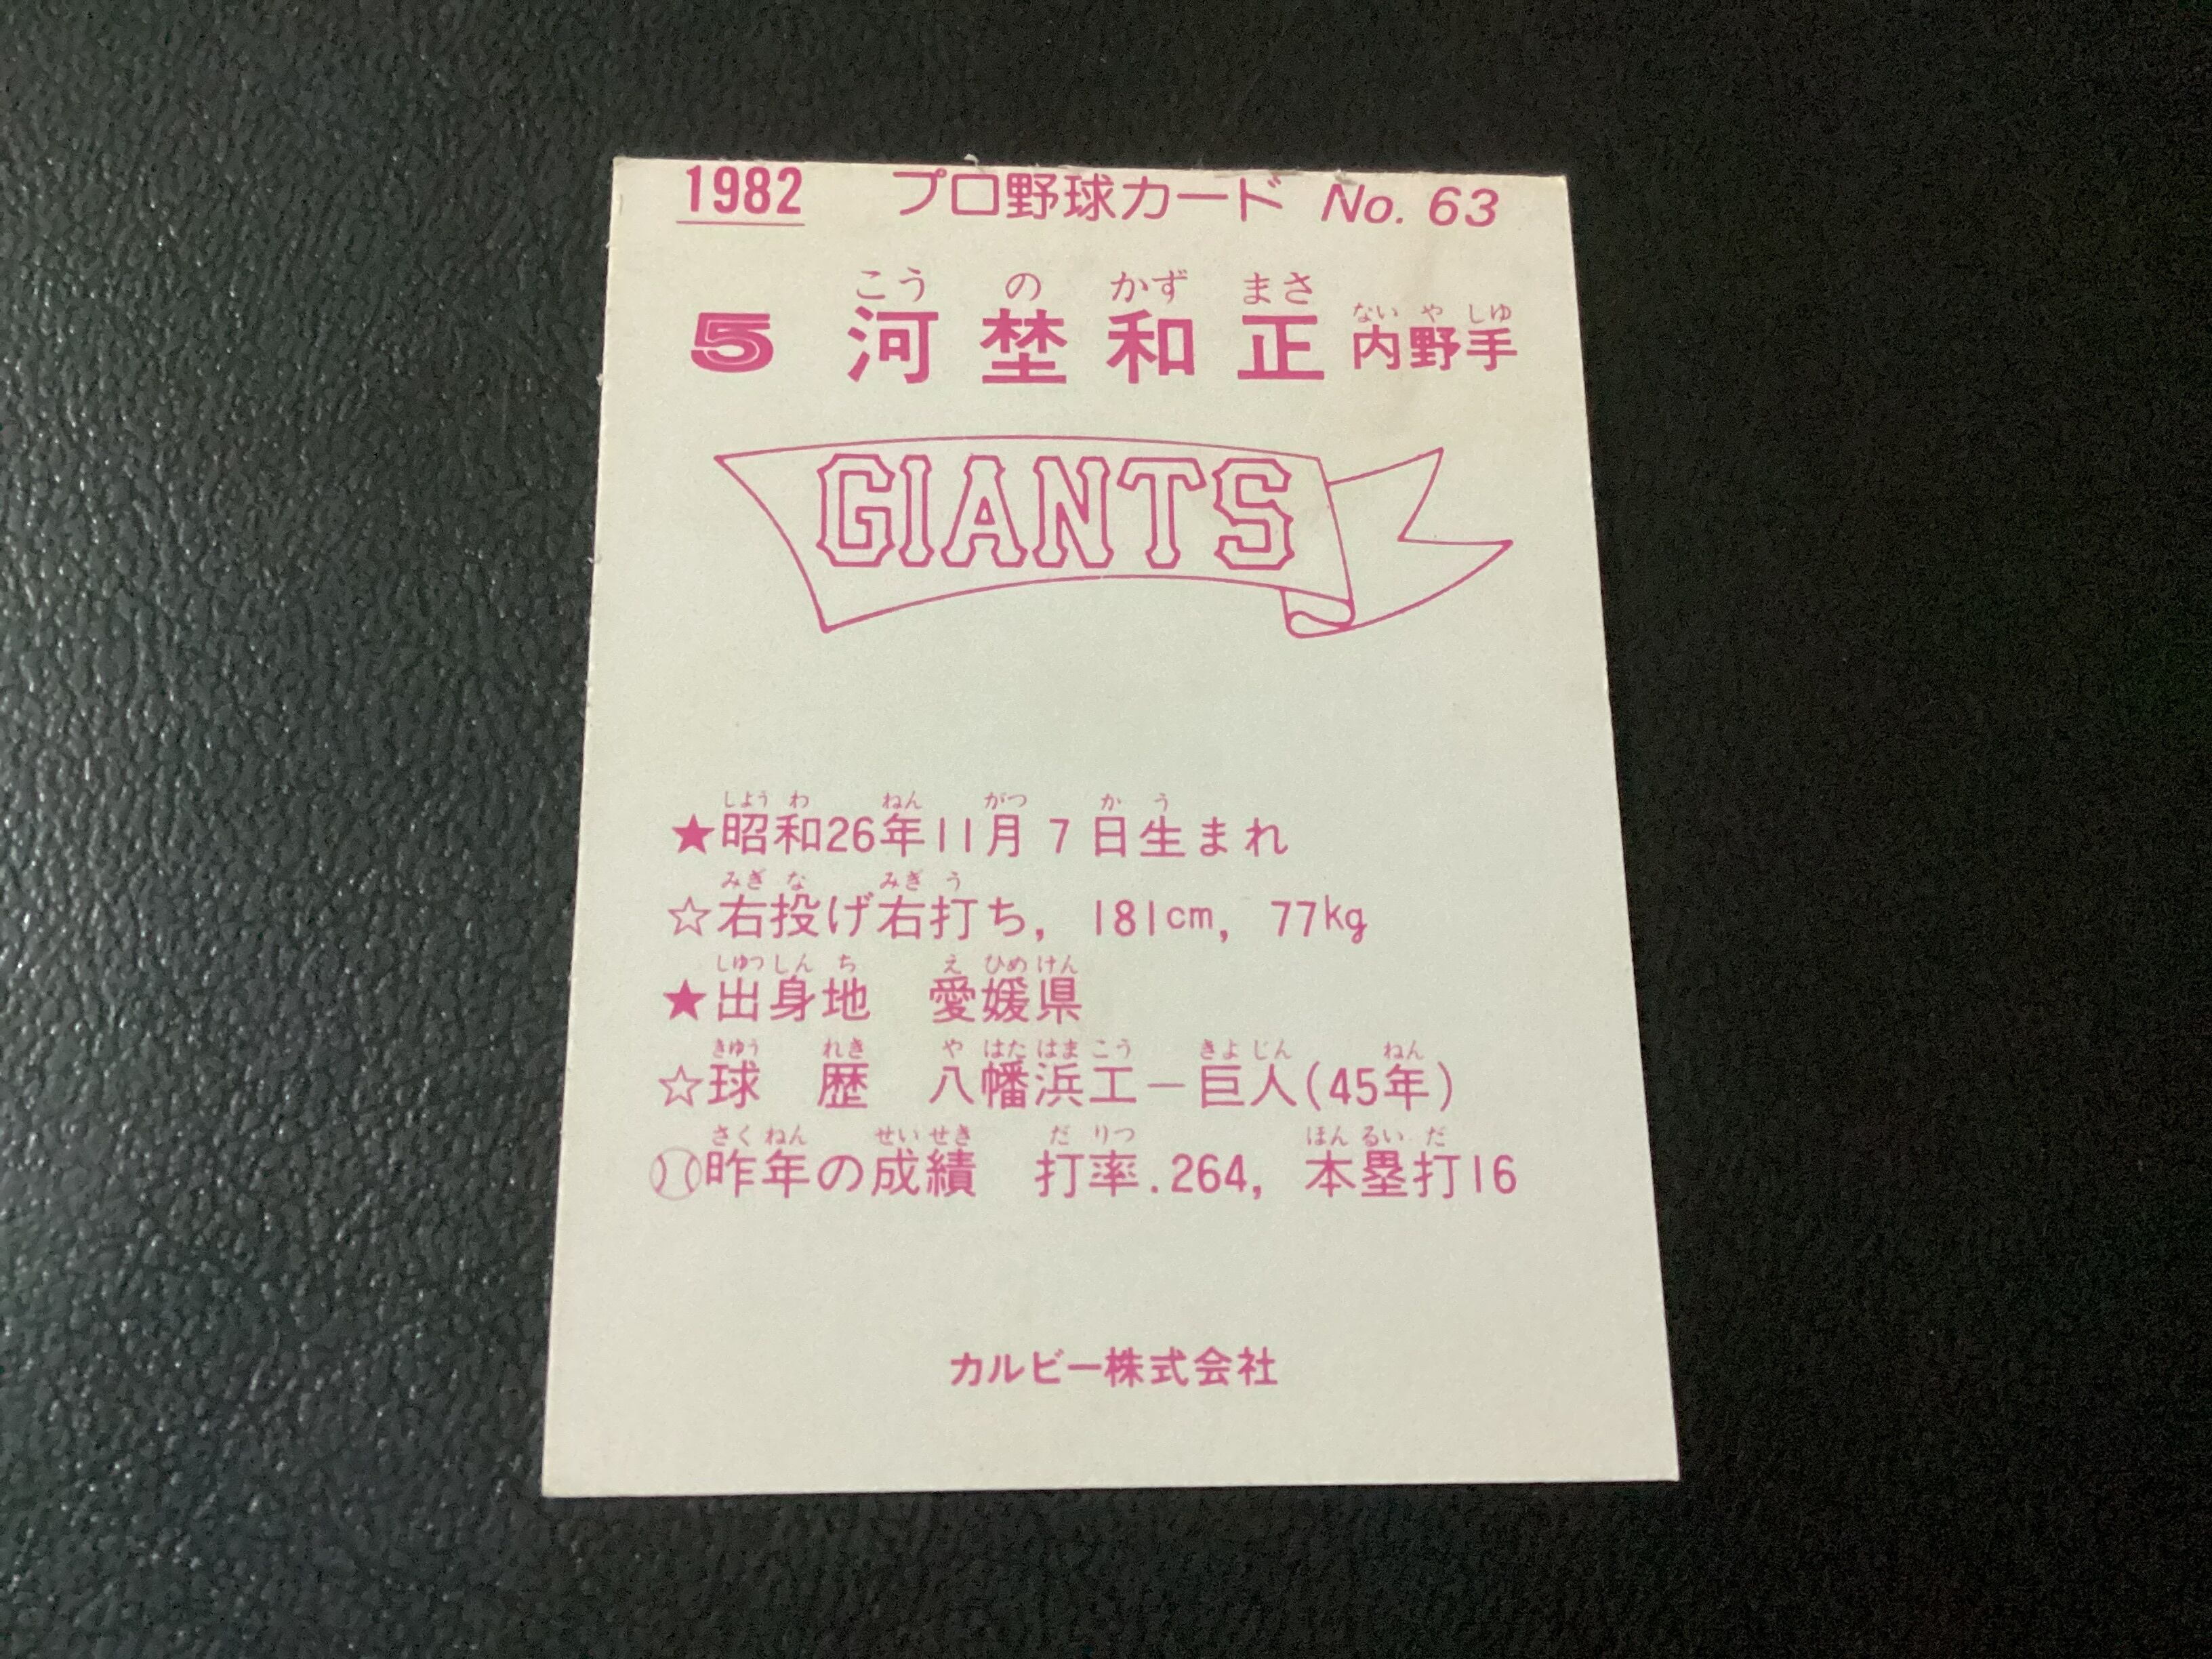 1982 プロ野球カード No. 63
こう の かず まさ ない や しゆ
5 河埜和正 内野手
GIANTS
しよう わ ねん がつ か う
★昭和26年11月7日生まれ
みぎ な みぎ う
☆右投げ右打ち, 181cm, 77kg
しゆつ しん ち え ひめ けん
★出身地 愛媛県
きゆう れき や はた はま こう きよ じん ねん
☆球 歴 八幡浜工－巨人(45年)
さく ねん せい せき だ りつ ほん るい だ
昨年の成績 打率.264, 本塁打16
カルビー株式会社